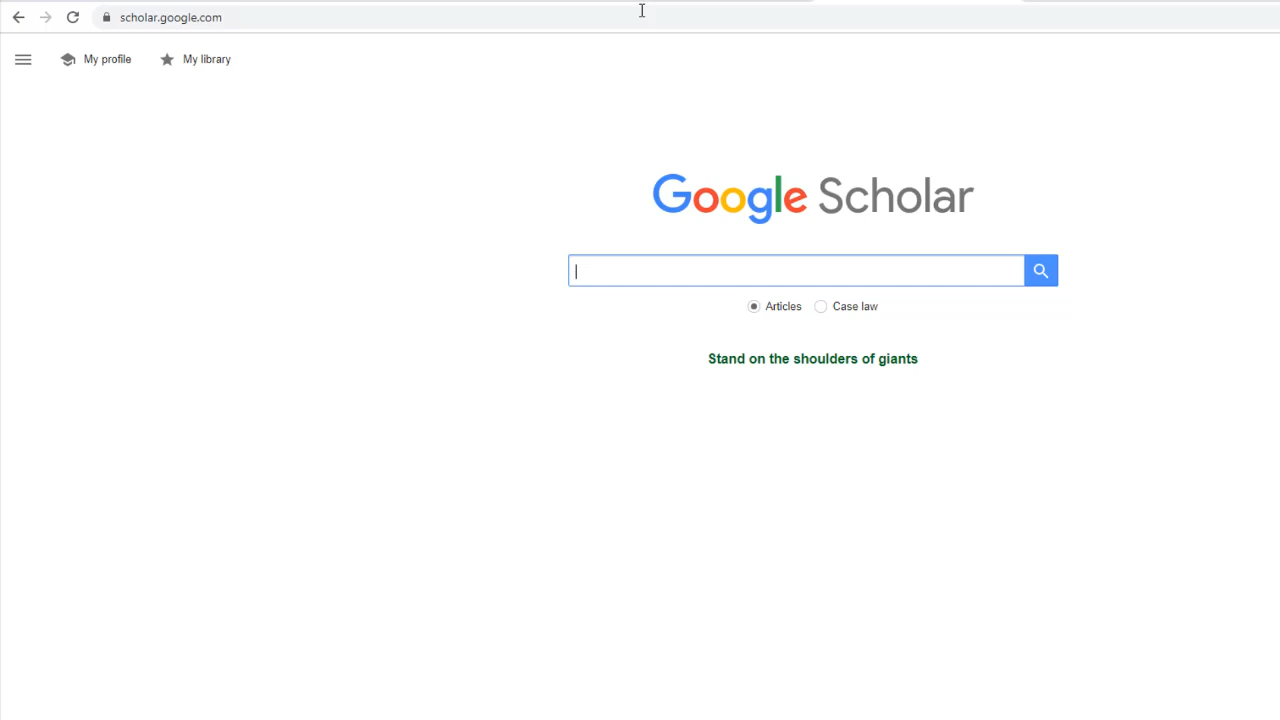 scholar.google.com
My profile
My library
Google Scholar
Articles
Case law
Stand on the shoulders of giants